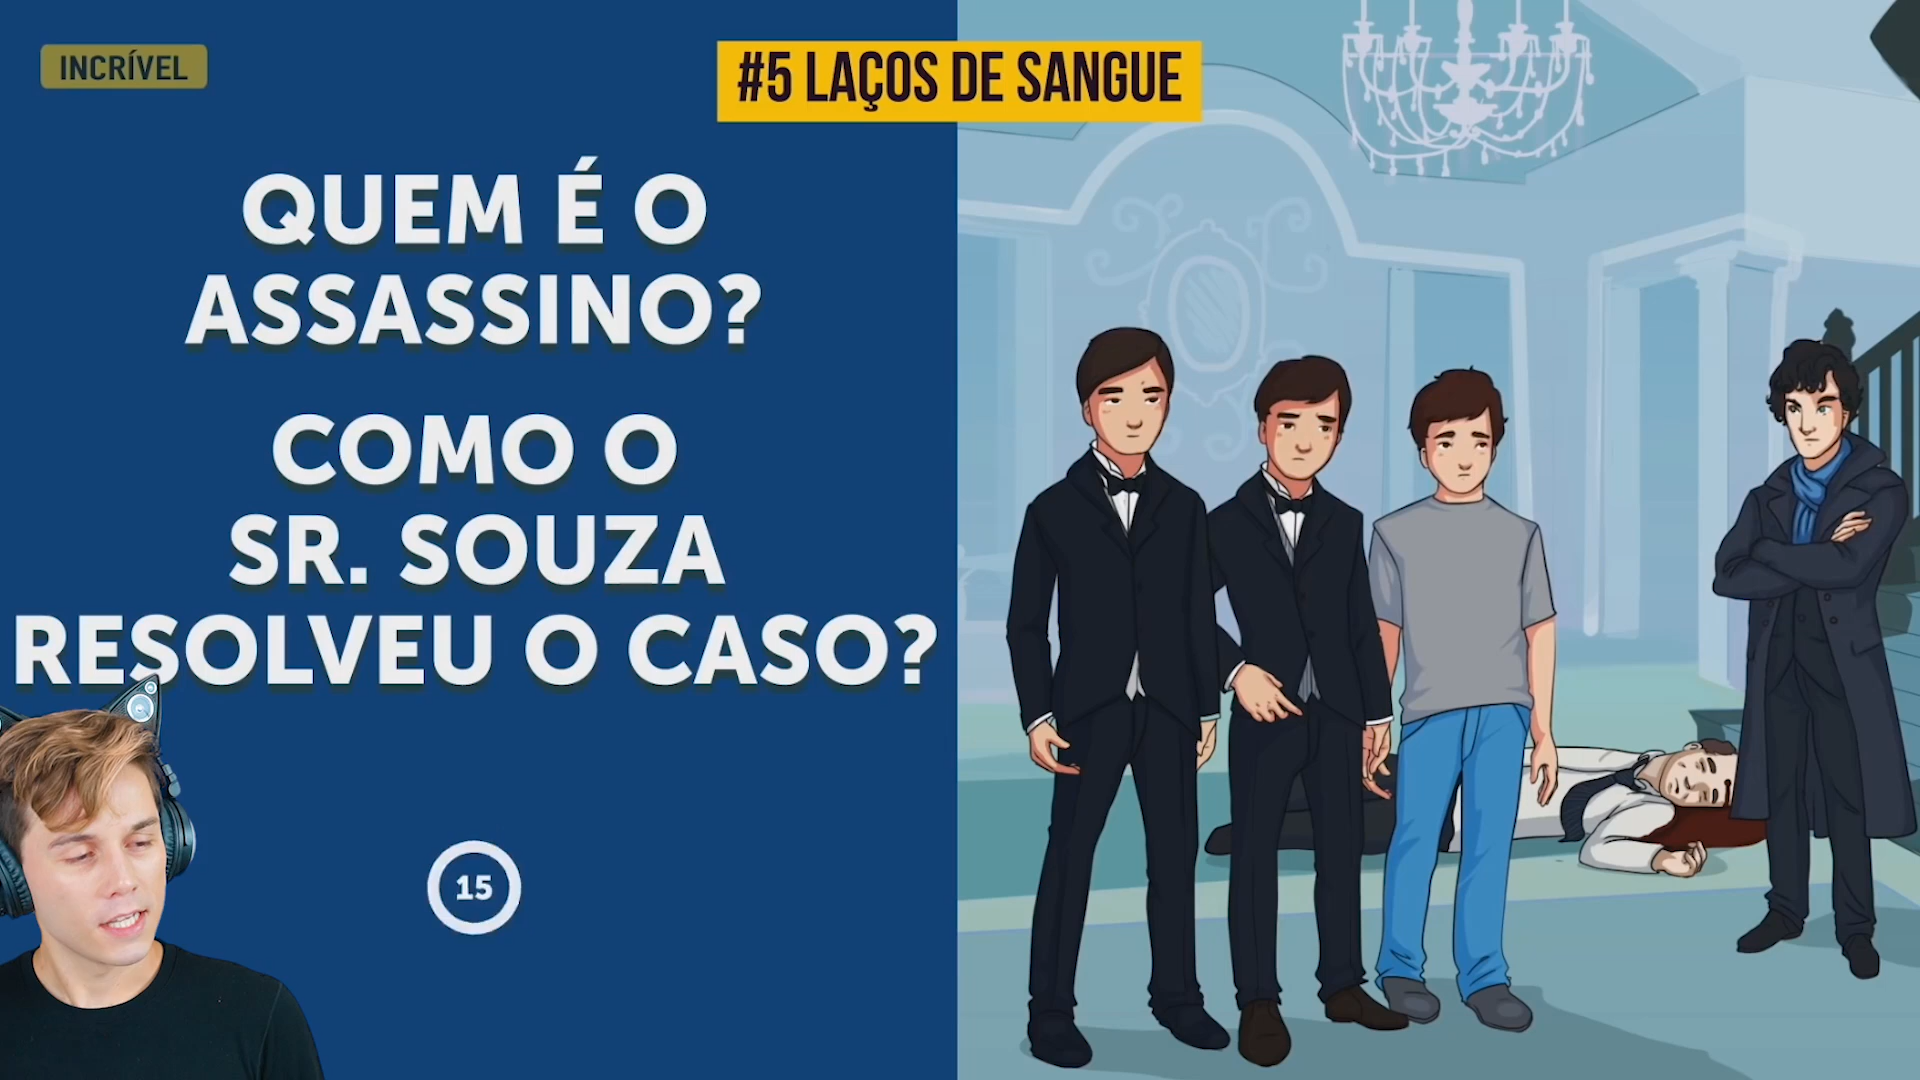 INCRÍVEL
#5 LAÇOS DE SANGUE
QUEM É O
ASSASSINO?
COMO O
SR. SOUZA
RESOLVEU O CASO?
15